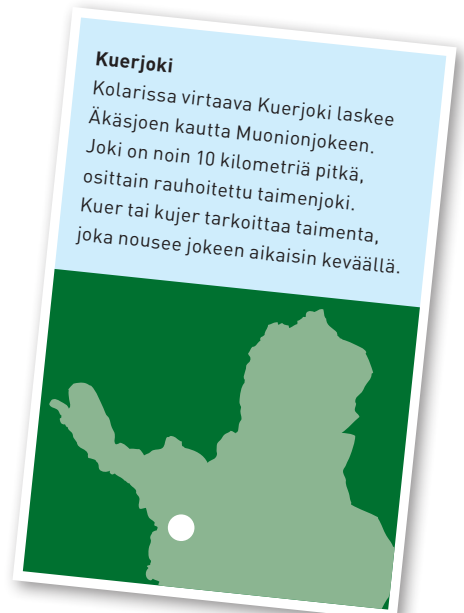 Kuerjoki
Kolarissa virtaava Kuerjoki laskee
Äkäsjoen kautta Muonionjokeen.
Joki on noin 10 kilometriä pitkä,
osittain rauhoitettu taimenjoki.
Kuer tai kujer tarkoittaa taimenta,
joka nousee jokeen aikaisin keväällä.